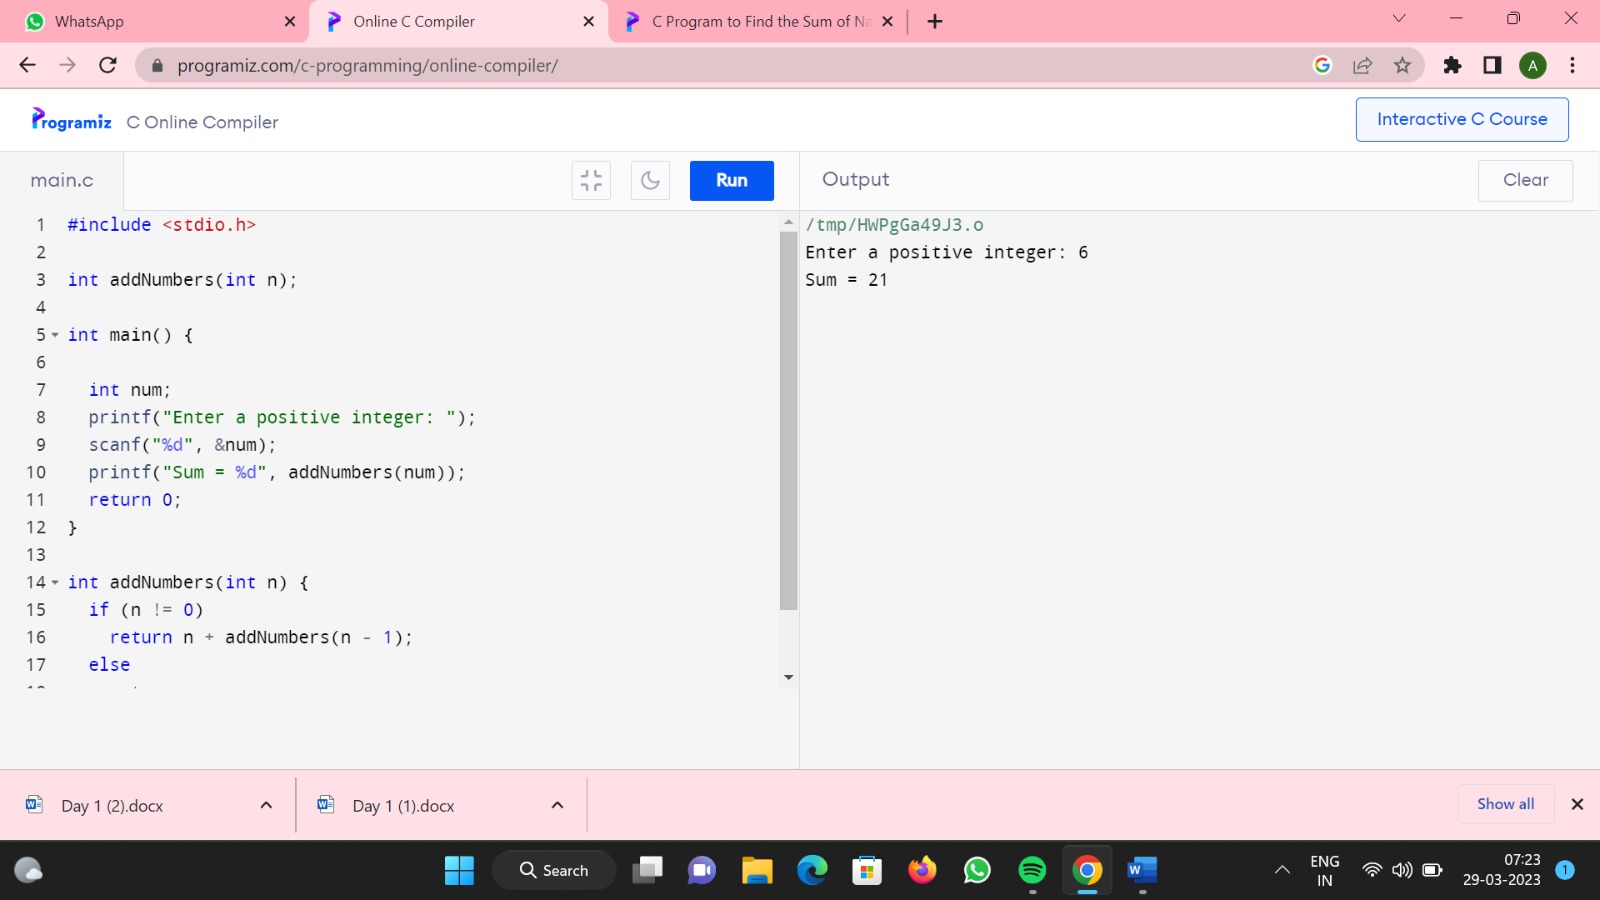 WhatsApp
Online C Compiler
C Program to Find the Sum of Na
programiz.com/c-programming/online-compiler/
A
Programiz C Online Compiler
Interactive C Course
main.c
Run
Output
Clear
1 #include <stdio.h>
2
3 int addNumbers(int n);
4
5 int main() {
6
7 int num;
8 printf("Enter a positive integer: ");
9 scanf("%d", &num);
10 printf("Sum = %d", addNumbers(num));
11 return 0;
12 }
13
14 int addNumbers(int n) {
15 if (n != 0)
16 return n + addNumbers(n - 1);
17 else
/tmp/HWPgGa49J3.o
Enter a positive integer: 6
Sum = 21
Day 1 (2).docx
Day 1 (1).docx
Show all
Search
ENG
IN
07:23
29-03-2023
1